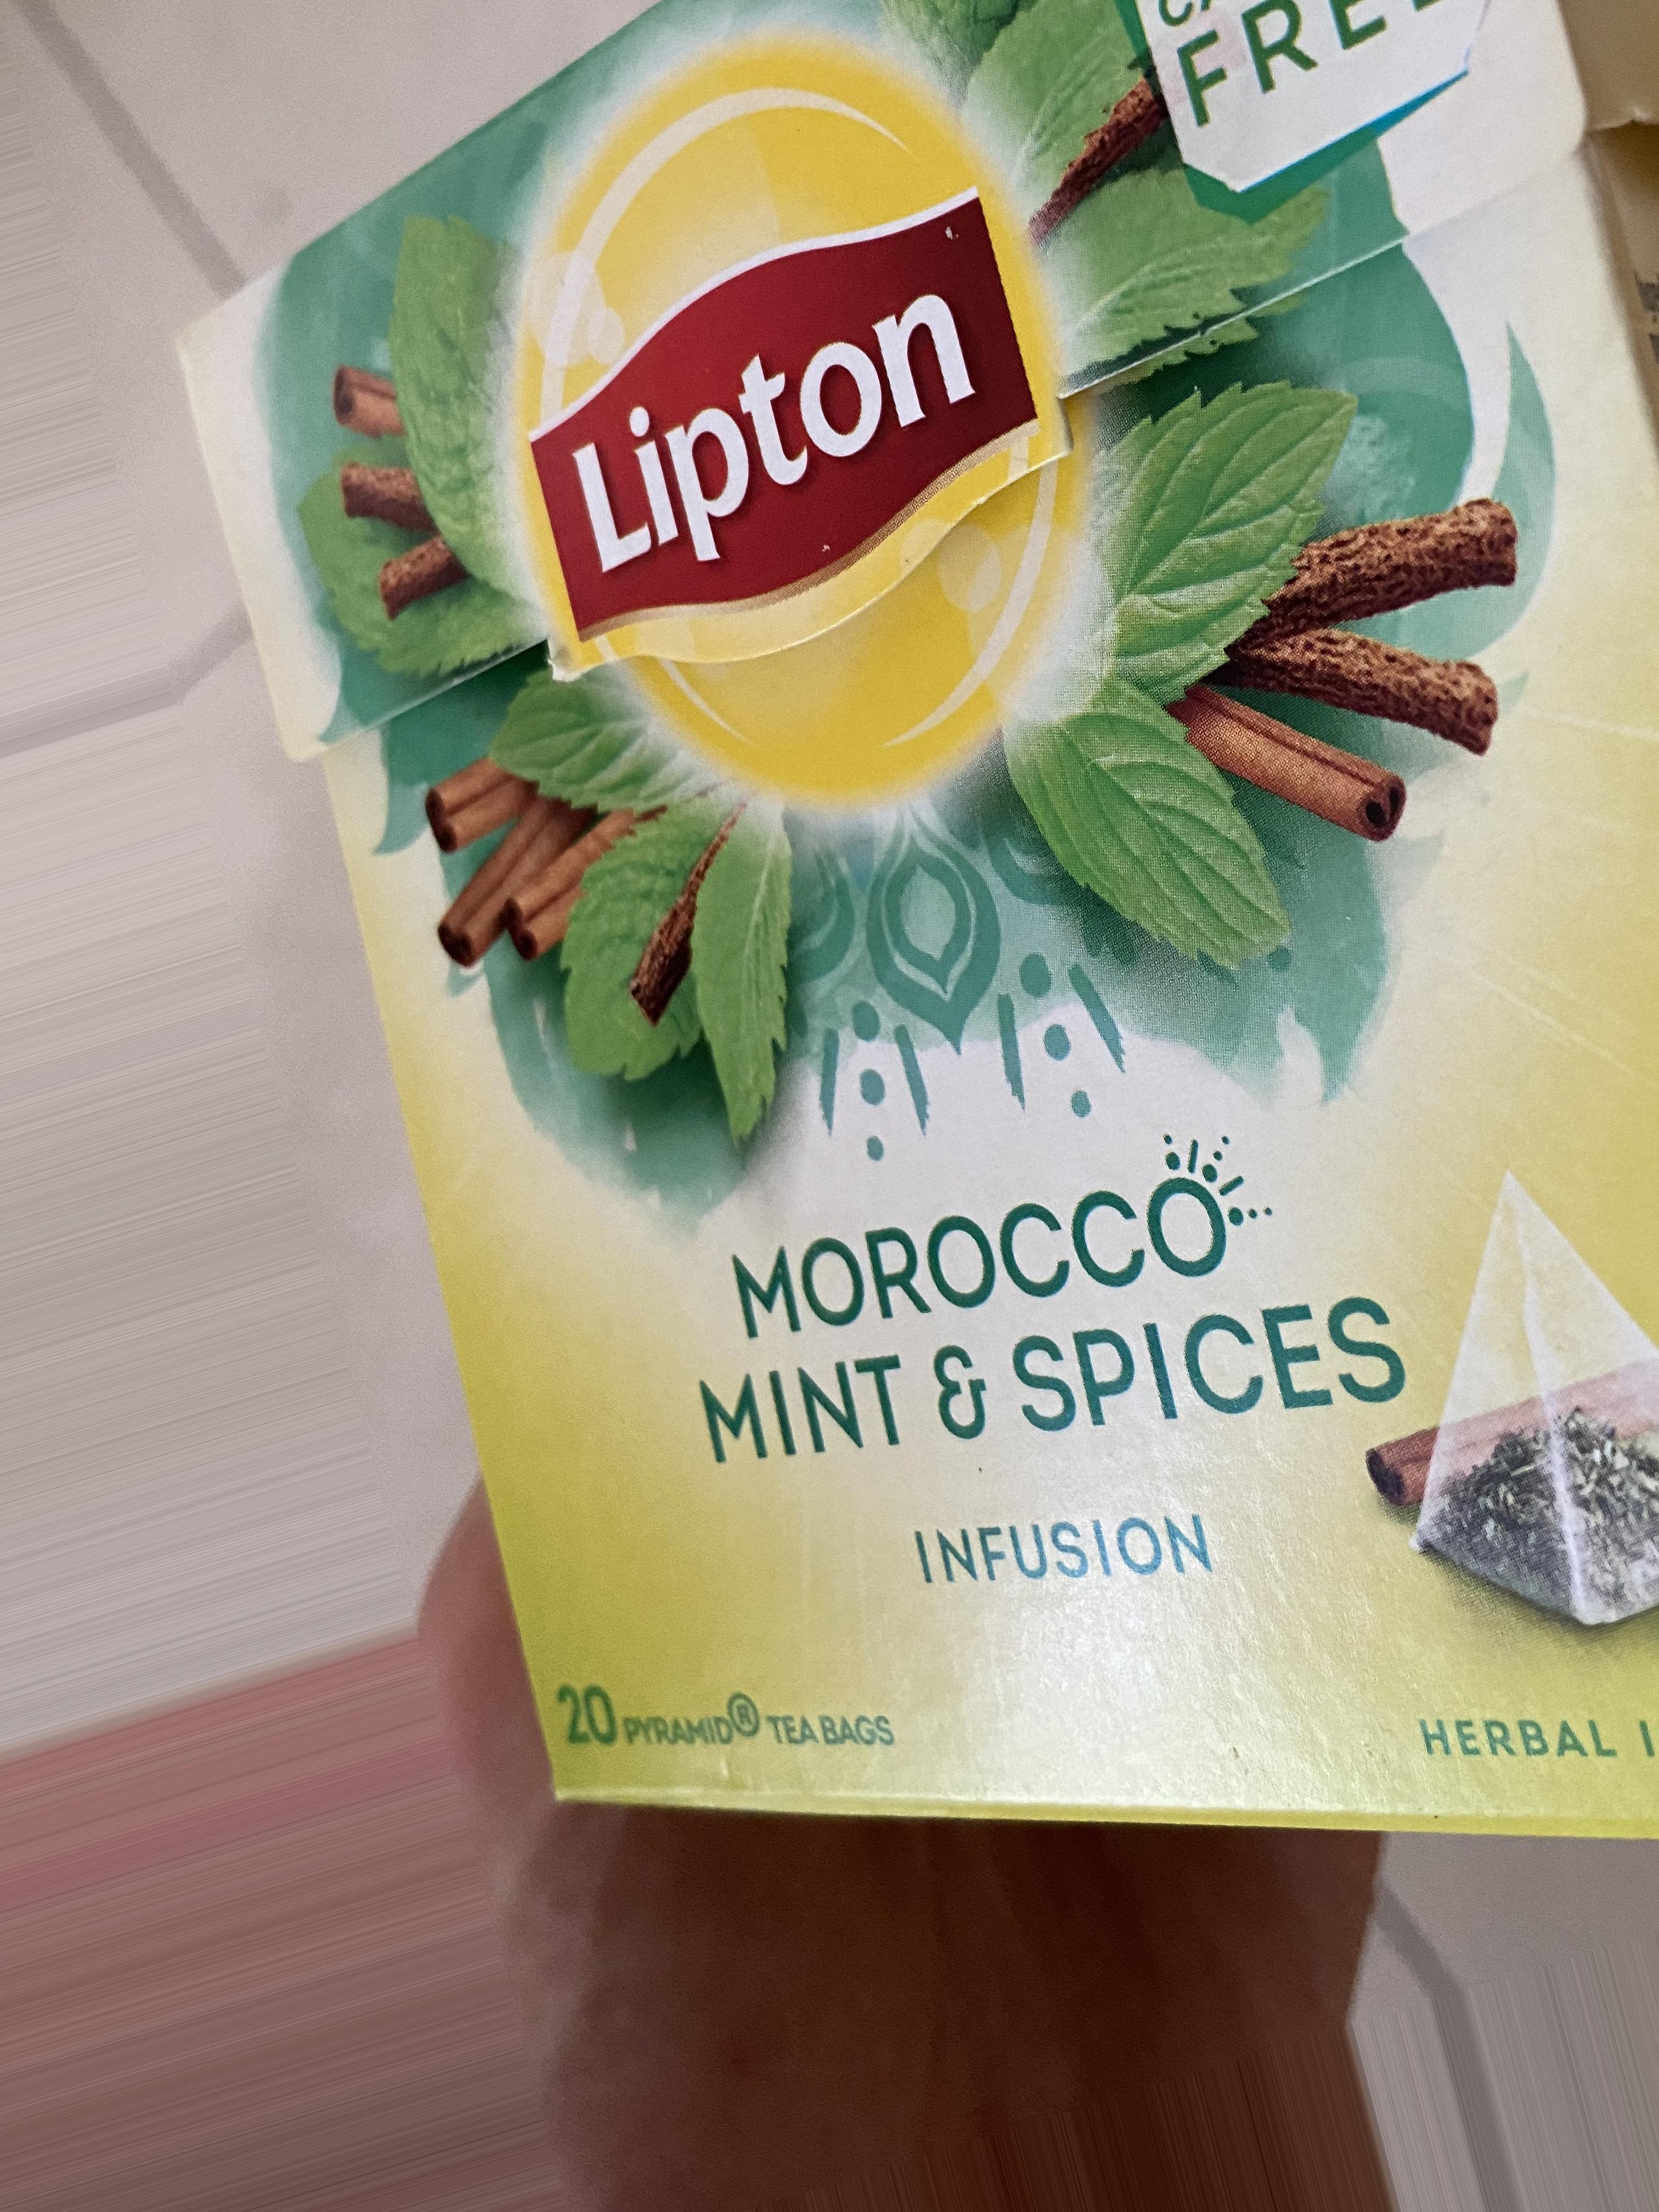 FREE
Lipton
MOROCCO
MINT & SPICES
INFUSION
20 PYRAMID® TEA BAGS
HERBAL